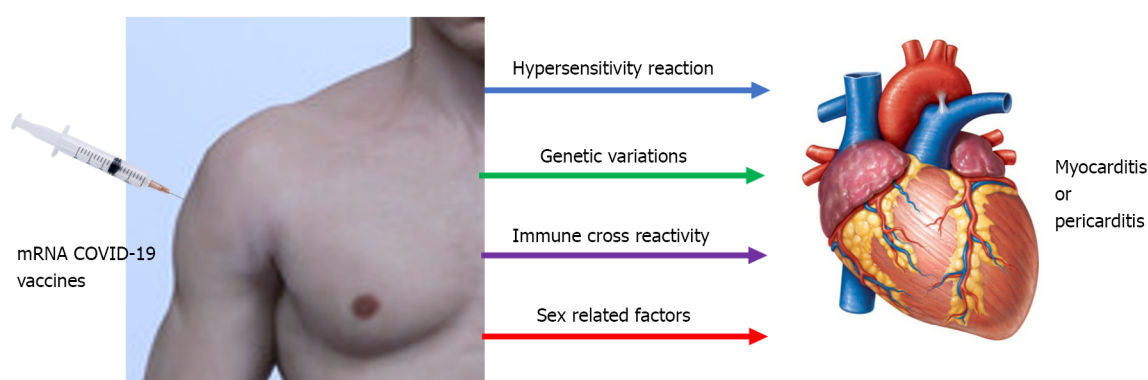 mRNA COVID-19
vaccines
Hypersensitivity reaction
Genetic variations
Immune cross reactivity
Sex related factors
Myocarditis
or
pericarditis